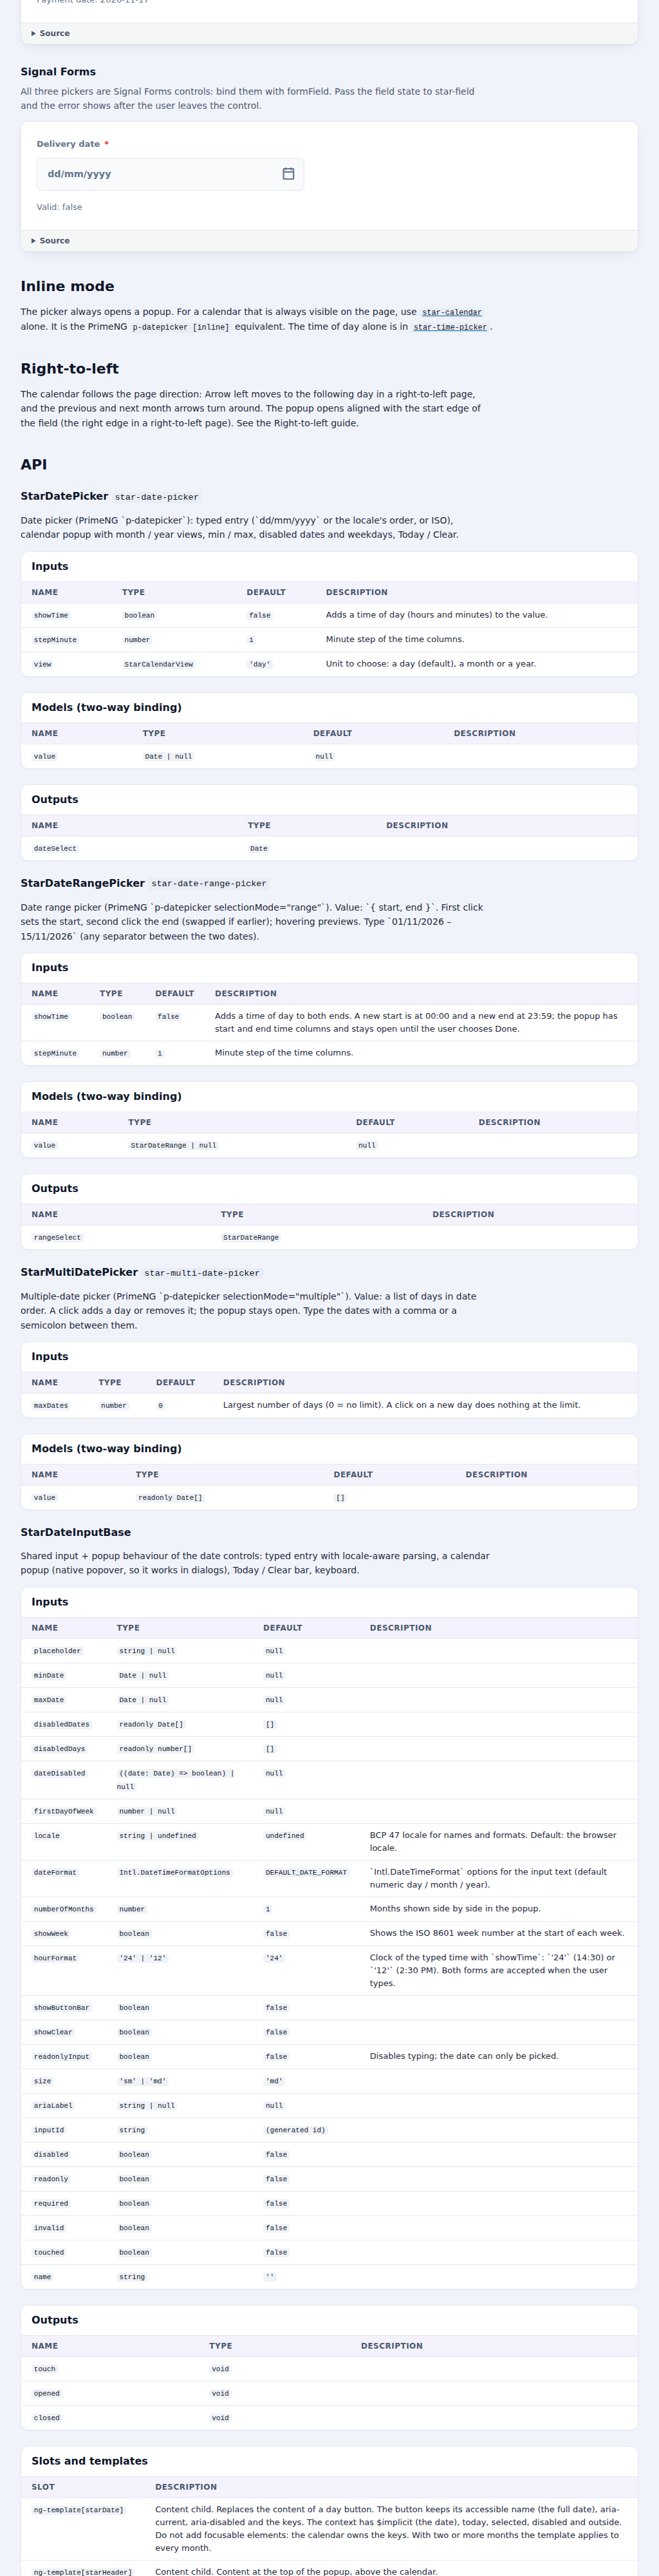 Payment date: 2026-11-17
▶ Source
Signal Forms
All three pickers are Signal Forms controls: bind them with formField. Pass the field state to star-field
and the error shows after the user leaves the control.
Delivery date *
dd/mm/yyyy
Valid: false
▶ Source
Inline mode
The picker always opens a popup. For a calendar that is always visible on the page, use star-calendar
alone. It is the PrimeNG p-datepicker [inline] equivalent. The time of day alone is in star-time-picker .
Right-to-left
The calendar follows the page direction: Arrow left moves to the following day in a right-to-left page,
and the previous and next month arrows turn around. The popup opens aligned with the start edge of
the field (the right edge in a right-to-left page). See the Right-to-left guide.
API
StarDatePicker star-date-picker
Date picker (PrimeNG `p-datepicker`): typed entry (`dd/mm/yyyy` or the locale's order, or ISO),
calendar popup with month / year views, min / max, disabled dates and weekdays, Today / Clear.
Inputs
NAME TYPE DEFAULT DESCRIPTION
showTime boolean false Adds a time of day (hours and minutes) to the value.
stepMinute number 1 Minute step of the time columns.
view StarCalendarView 'day' Unit to choose: a day (default), a month or a year.
Models (two-way binding)
NAME TYPE DEFAULT DESCRIPTION
value Date | null null
Outputs
NAME TYPE DESCRIPTION
dateSelect Date
StarDateRangePicker star-date-range-picker
Date range picker (PrimeNG `p-datepicker selectionMode="range"`). Value: `{ start, end }`. First click
sets the start, second click the end (swapped if earlier); hovering previews. Type `01/11/2026 –
15/11/2026` (any separator between the two dates).
Inputs
NAME TYPE DEFAULT DESCRIPTION
showTime boolean false Adds a time of day to both ends. A new start is at 00:00 and a new end at 23:59; the popup has
start and end time columns and stays open until the user chooses Done.
stepMinute number 1 Minute step of the time columns.
Models (two-way binding)
NAME TYPE DEFAULT DESCRIPTION
value StarDateRange | null null
Outputs
NAME TYPE DESCRIPTION
rangeSelect StarDateRange
StarMultiDatePicker star-multi-date-picker
Multiple-date picker (PrimeNG `p-datepicker selectionMode="multiple"`). Value: a list of days in date
order. A click adds a day or removes it; the popup stays open. Type the dates with a comma or a
semicolon between them.
Inputs
NAME TYPE DEFAULT DESCRIPTION
maxDates number 0 Largest number of days (0 = no limit). A click on a new day does nothing at the limit.
Models (two-way binding)
NAME TYPE DEFAULT DESCRIPTION
value readonly Date[] []
StarDateInputBase
Shared input + popup behaviour of the date controls: typed entry with locale-aware parsing, a calendar
popup (native popover, so it works in dialogs), Today / Clear bar, keyboard.
Inputs
NAME TYPE DEFAULT DESCRIPTION
placeholder string | null null
minDate Date | null null
maxDate Date | null null
disabledDates readonly Date[] []
disabledDays readonly number[] []
dateDisabled ((date: Date) => boolean) | null
null
firstDayOfWeek number | null null
locale string | undefined undefined BCP 47 locale for names and formats. Default: the browser
locale.
dateFormat Intl.DateTimeFormatOptions DEFAULT_DATE_FORMAT `Intl.DateTimeFormat` options for the input text (default
numeric day / month / year).
numberOfMonths number 1 Months shown side by side in the popup.
showWeek boolean false Shows the ISO 8601 week number at the start of each week.
hourFormat '24' | '12' '24' Clock of the typed time with `showTime`: `'24'` (14:30) or
`'12'` (2:30 PM). Both forms are accepted when the user
types.
showButtonBar boolean false
showClear boolean false
readonlyInput boolean false Disables typing; the date can only be picked.
size 'sm' | 'md' 'md'
ariaLabel string | null null
inputId string (generated id)
disabled boolean false
readonly boolean false
required boolean false
invalid boolean false
touched boolean false
name string ''
Outputs
NAME TYPE DESCRIPTION
touch void
opened void
closed void
Slots and templates
SLOT DESCRIPTION
ng-template[starDate] Content child. Replaces the content of a day button. The button keeps its accessible name (the full date), aria-
current, aria-disabled and the keys. The context has $implicit (the date), today, selected, disabled and outside.
Do not add focusable elements: the calendar owns the keys. With two or more months the template applies to
every month.
ng-template[starHeader] Content child. Content at the top of the popup, above the calendar.